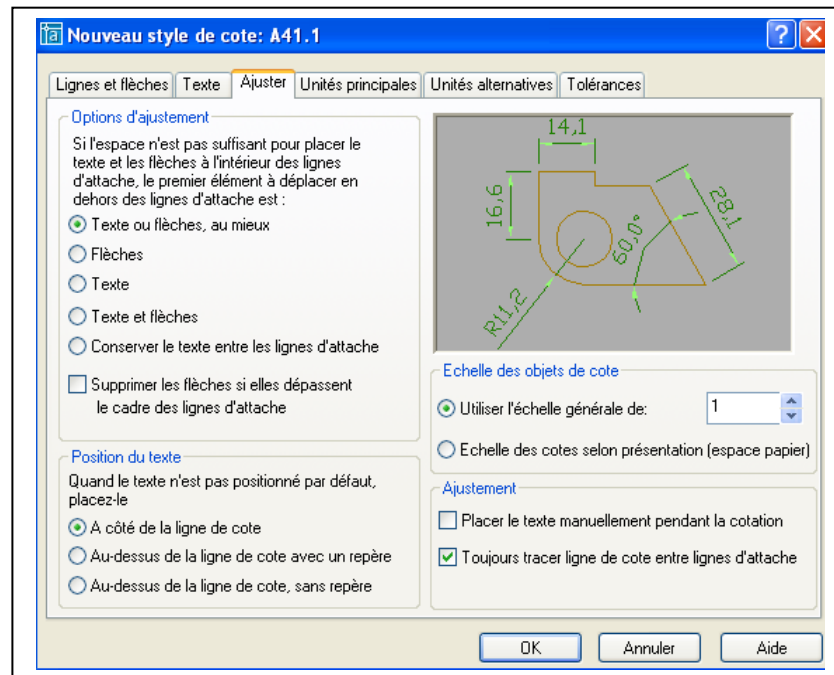 Nouveau style de cote: A41.1
Lignes et flèches
Texte
Ajuster
Unités principales
Unités alternatives
Tolérances
Options d'ajustement
Si l'espace n'est pas suffisant pour placer le
texte et les flèches à l'intérieur des lignes
d'attache, le premier élément à déplacer en
dehors des lignes d'attache est :
Texte ou flèches, au mieux
Flèches
Texte
Texte et flèches
Conserver le texte entre les lignes d'attache
Supprimer les flèches si elles dépassent
le cadre des lignes d'attache
Position du texte
Quand le texte n'est pas positionné par défaut,
placez-le
A côté de la ligne de cote
Au-dessus de la ligne de cote avec un repère
Au-dessus de la ligne de cote, sans repère
14,1
16,6
28,1
60,0°
R11,2
Echelle des objets de cote
Utiliser l'échelle générale de:
1
Echelle des cotes selon présentation (espace papier)
Ajustement
Placer le texte manuellement pendant la cotation
Toujours tracer ligne de cote entre lignes d'attache
OK
Annuler
Aide